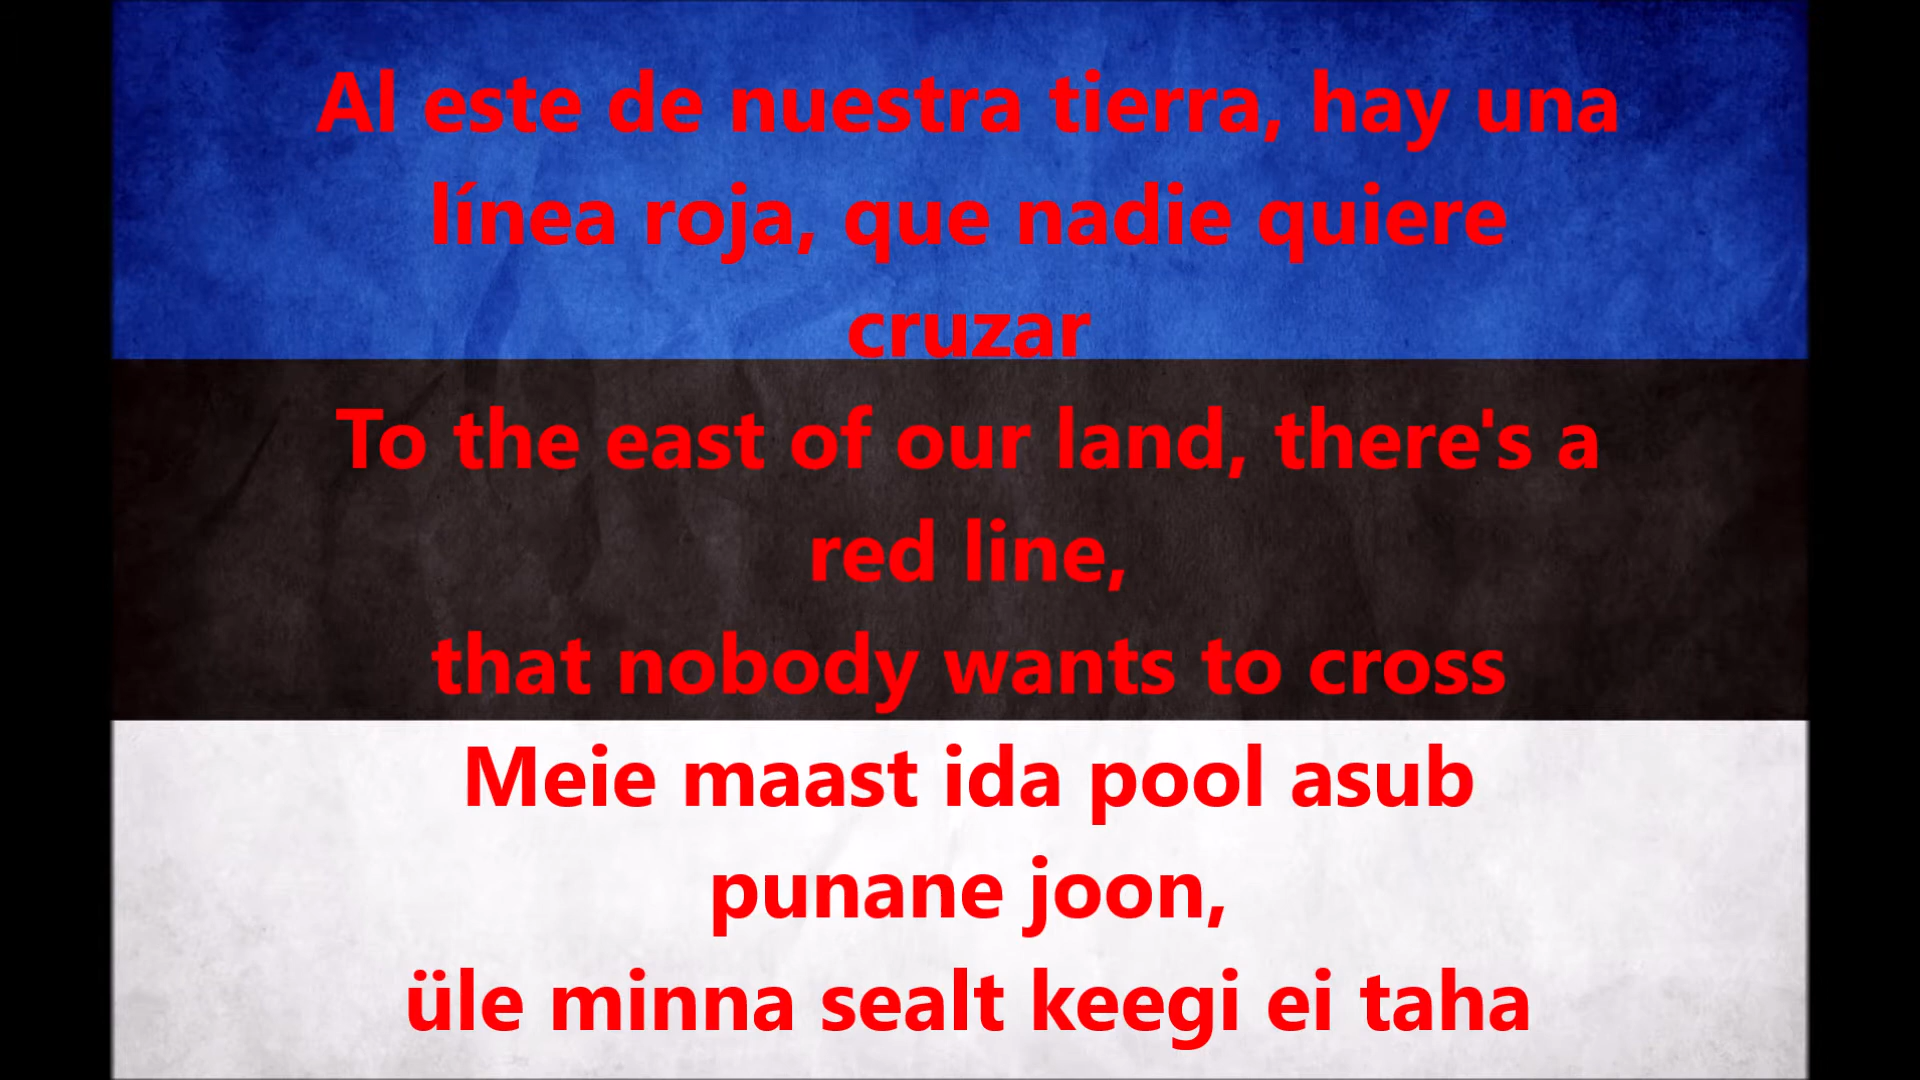 Al este de nuestra tierra, hay una
línea roja, que nadie quiere
cruzar
To the east of our land, there's a
red line,
that nobody wants to cross
Meie maast ida pool asub
punane joon,
üle minna sealt keegi ei taha